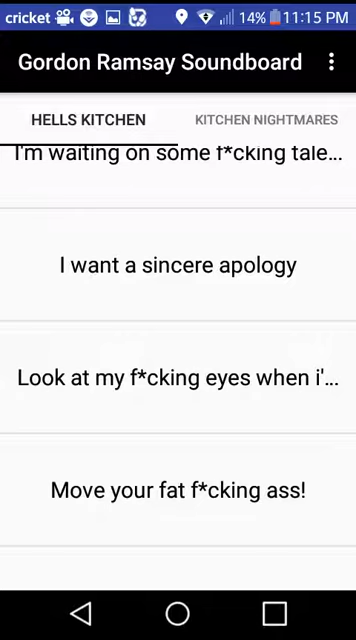 cricket 14% 11:15 PM
Gordon Ramsay Soundboard
HELLS KITCHEN KITCHEN NIGHTMARES
I'm waiting on some f*cking tale...
I want a sincere apology
Look at my f*cking eyes when i'...
Move your fat f*cking ass!